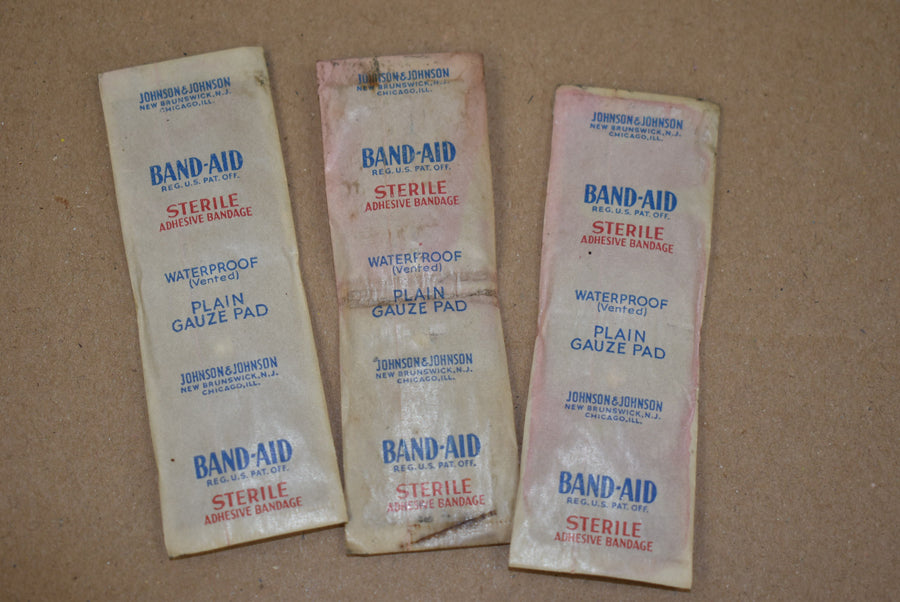 JOHNSON & JOHNSON
NEW BRUNSWICK, N.J.
CHICAGO, ILL.
BAND-AID
REG. U.S. PAT. OFF.
STERILE
ADHESIVE BANDAGE
WATERPROOF
(Vented)
PLAIN
GAUZE PAD
JOHNSON & JOHNSON
NEW BRUNSWICK, N.J.
CHICAGO, ILL.
BAND-AID
REG. U.S. PAT. OFF.
STERILE
ADHESIVE BANDAGE
JOHNSON & JOHNSON
NEW BRUNSWICK, N.J.
CHICAGO, ILL.
BAND-AID
REG. U.S. PAT. OFF.
STERILE
ADHESIVE BANDAGE
WATERPROOF
(Vented)
PLAIN
GAUZE PAD
JOHNSON & JOHNSON
NEW BRUNSWICK, N.J.
CHICAGO, ILL.
BAND-AID
REG. U.S. PAT. OFF.
STERILE
ADHESIVE BANDAGE
JOHNSON & JOHNSON
NEW BRUNSWICK, N.J.
CHICAGO, ILL.
BAND-AID
REG. U.S. PAT. OFF.
STERILE
ADHESIVE BANDAGE
WATERPROOF
(Vented)
PLAIN
GAUZE PAD
JOHNSON & JOHNSON
NEW BRUNSWICK, N.J.
CHICAGO, ILL.
BAND-AID
REG. U.S. PAT. OFF.
STERILE
ADHESIVE BANDAGE